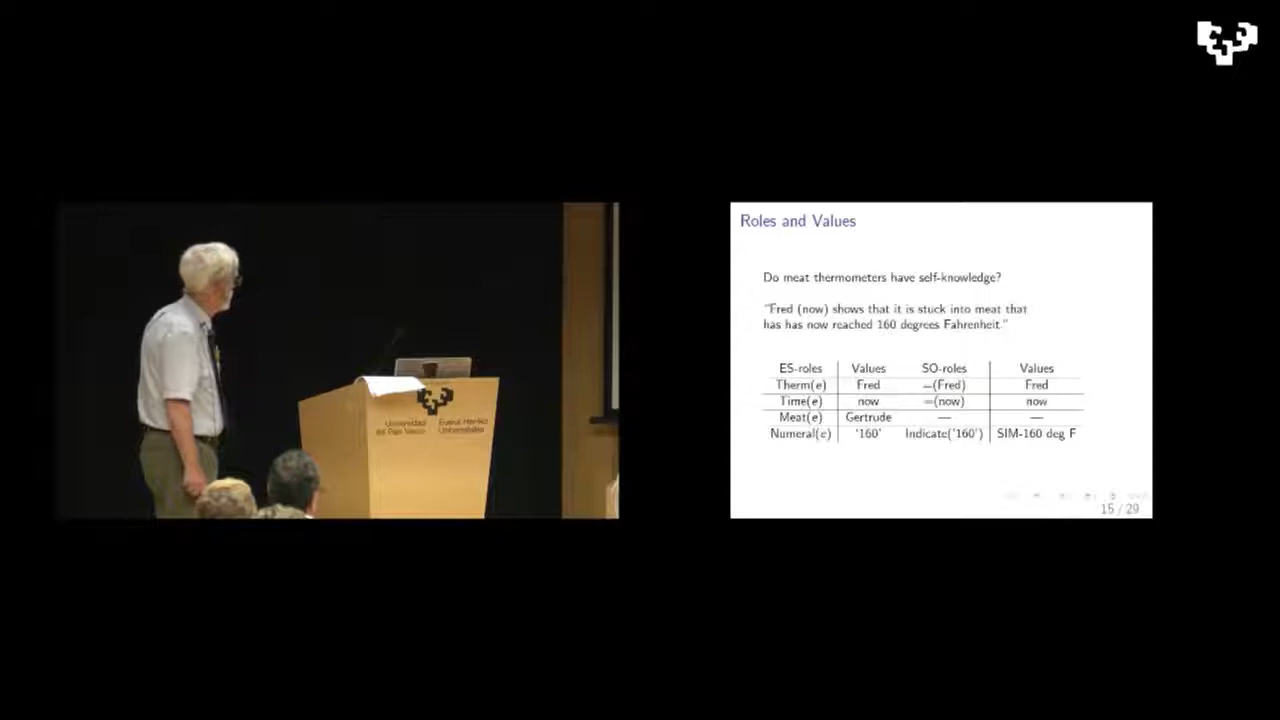 Universidad
del País Vasco
Euskal Herriko
Unibertsitatea
Roles and Values
Do meat thermometers have self-knowledge?
"Fred (now) shows that it is stuck into meat that
has has now reached 160 degrees Fahrenheit."
ES-roles Values SO-roles Values
Therm(e) Fred =(Fred) Fred
Time(e) now =(now) now
Meat(e) Gertrude — —
Numeral(e) '160' Indicate('160') SIM-160 deg F
15 / 29